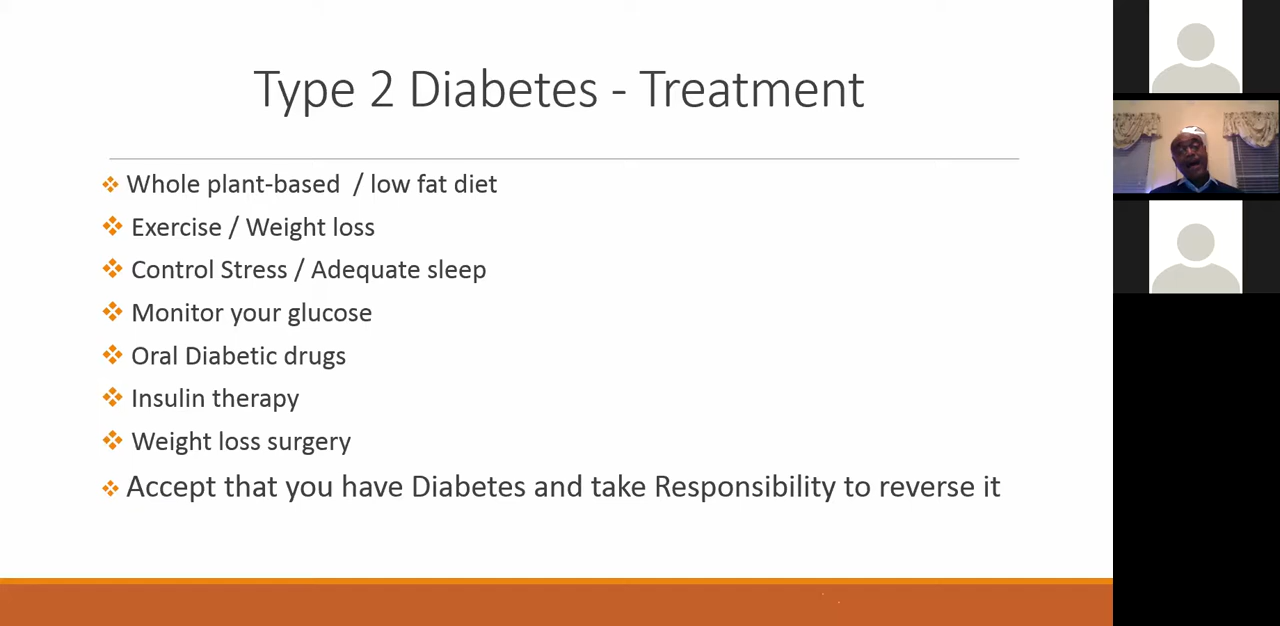 Type 2 Diabetes - Treatment
Whole plant-based / low fat diet
Exercise / Weight loss
Control Stress / Adequate sleep
Monitor your glucose
Oral Diabetic drugs
Insulin therapy
Weight loss surgery
Accept that you have Diabetes and take Responsibility to reverse it